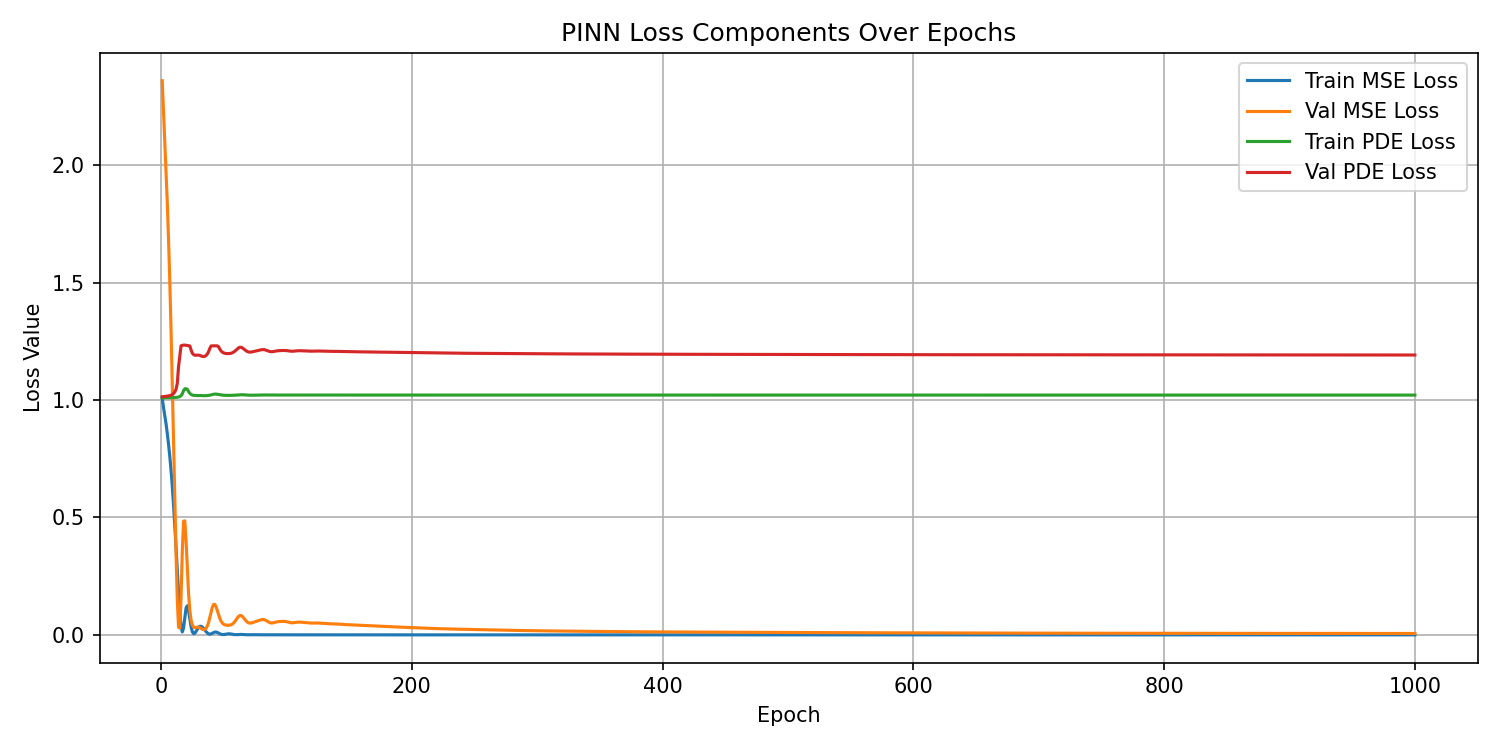 PINN Loss Components Over Epochs
Train MSE Loss
Val MSE Loss
Train PDE Loss
Val PDE Loss
Loss Value
2.0
1.5
1.0
0.5
0.0
0 200 400 600 800 1000
Epoch